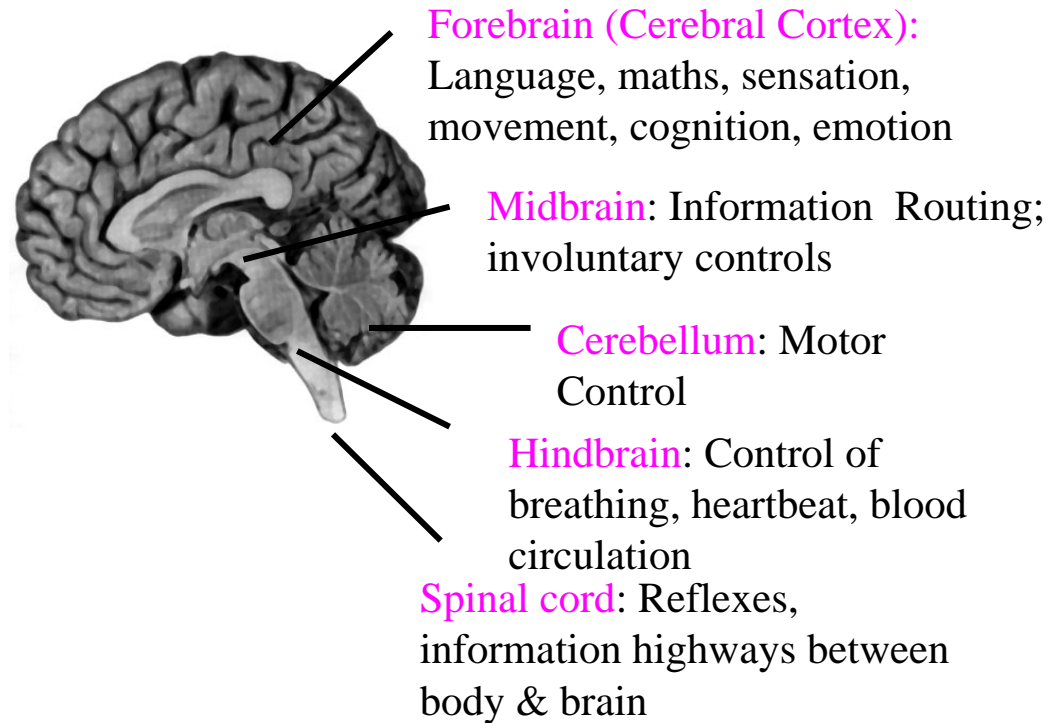 Forebrain (Cerebral Cortex):
Language, maths, sensation,
movement, cognition, emotion
Midbrain: Information Routing;
involuntary controls
Cerebellum: Motor
Control
Hindbrain: Control of
breathing, heartbeat, blood
circulation
Spinal cord: Reflexes,
information highways between
body & brain